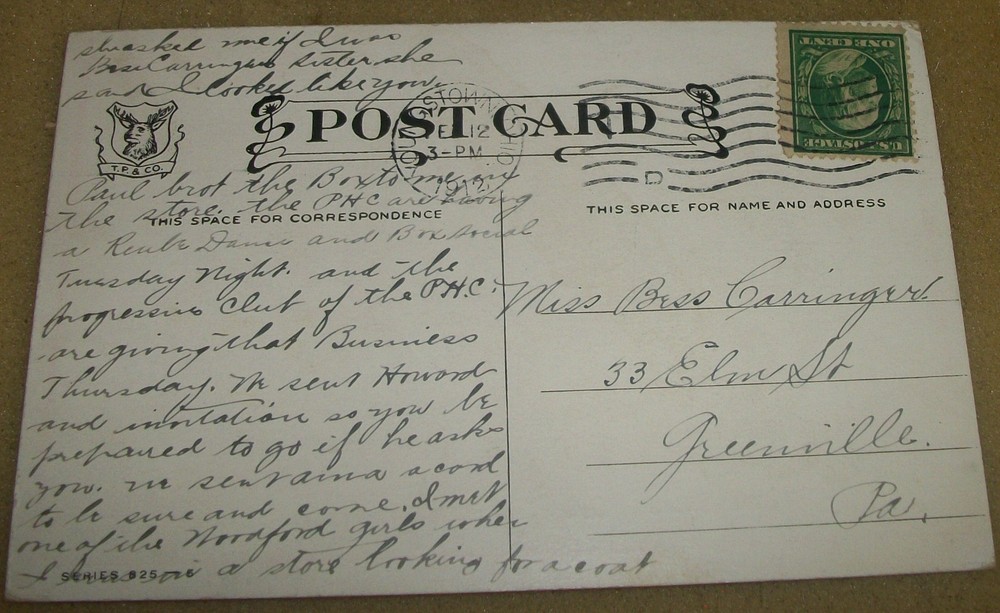 she asked me if I was
Bess Carringers sister she
said I looked like you
POST CARD
T.P. & CO.
YOUNGSTOWN OHIO
12
3-PM
1912
D
U.S. POSTAGE
ONE CENT
THIS SPACE FOR CORRESPONDENCE
THIS SPACE FOR NAME AND ADDRESS
Paul brot the Box to me in
the store. the PHC are having
a Reube Dance and Box social
Tuesday Night. and the
progressive Club of the P.H.C.
are giving that Business
Thursday. We sent Howard
and invitation so you be
prepared to go if he asks
you. we sent a card
to be sure and come. I met
one of the Woodford girls when
I was in a store looking for a coat
SERIES 825
Miss Bess Carringer
33 Elm St
Greenville.
Pa.